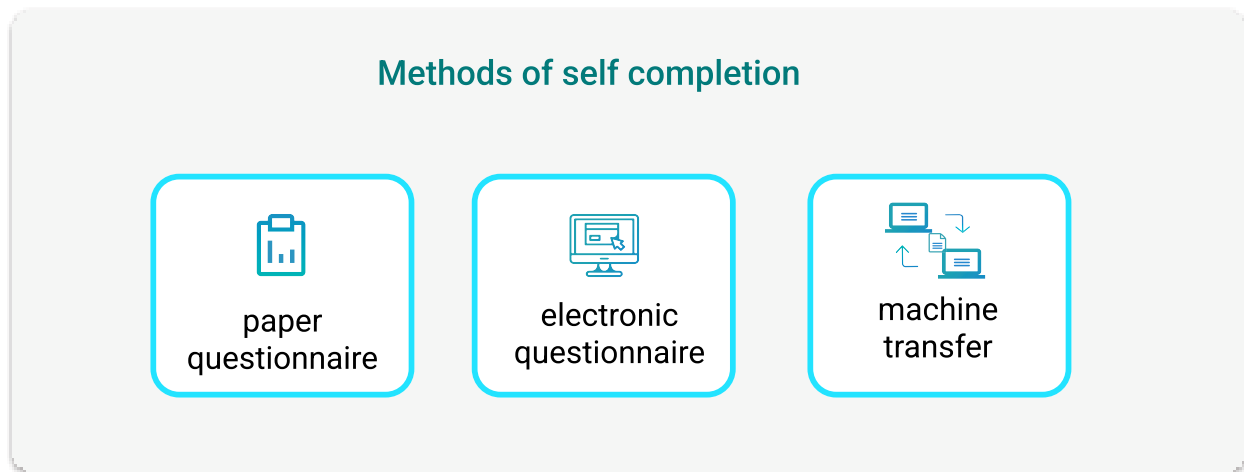 Methods of self completion
paper
questionnaire
electronic
questionnaire
machine
transfer